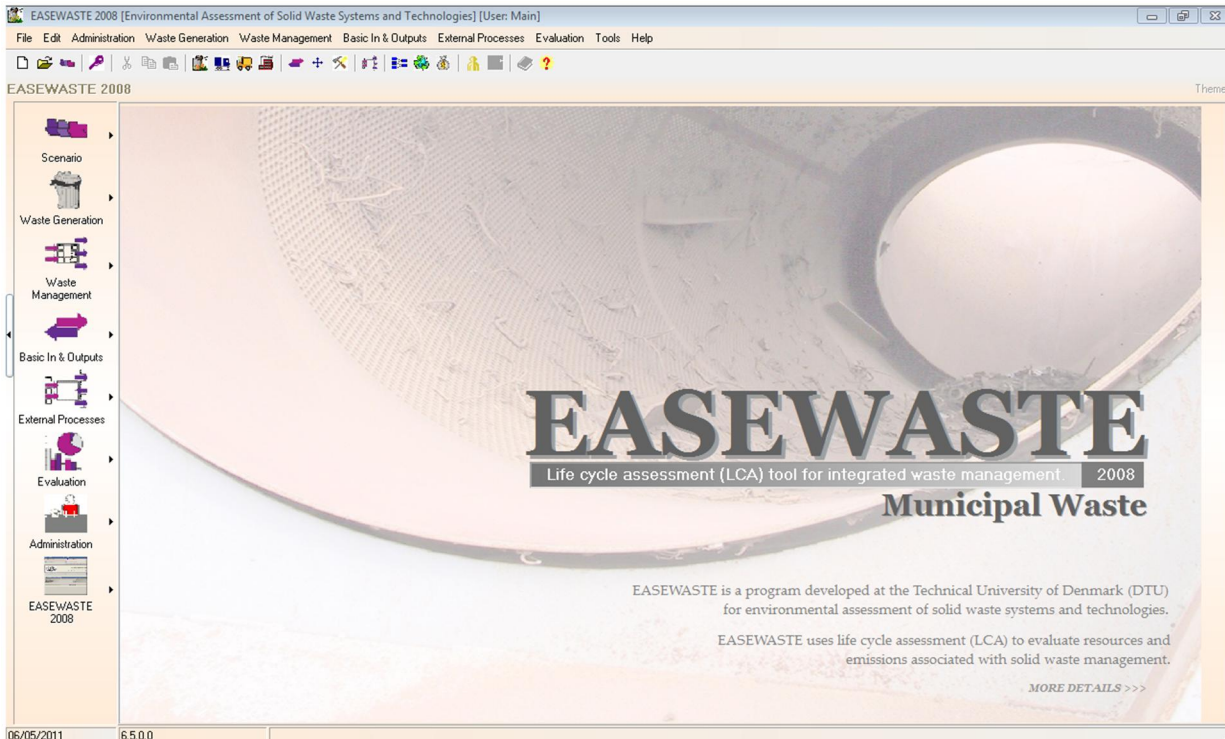 EASEWASTE 2008 [Environmental Assessment of Solid Waste Systems and Technologies] [User: Main]
File Edit Administration Waste Generation Waste Management Basic In & Outputs External Processes Evaluation Tools Help
EASEWASTE 2008
Theme
Scenario
Waste Generation
Waste
Management
Basic In & Outputs
External Processes
Evaluation
Administration
EASEWASTE
2008
EASEWASTE
Life cycle assessment (LCA) tool for integrated waste management. 2008
Municipal Waste
EASEWASTE is a program developed at the Technical University of Denmark (DTU)
for environmental assessment of solid waste systems and technologies.
EASEWASTE uses life cycle assessment (LCA) to evaluate resources and
emissions associated with solid waste management.
MORE DETAILS >>>
06/05/2011 6.5.0.0